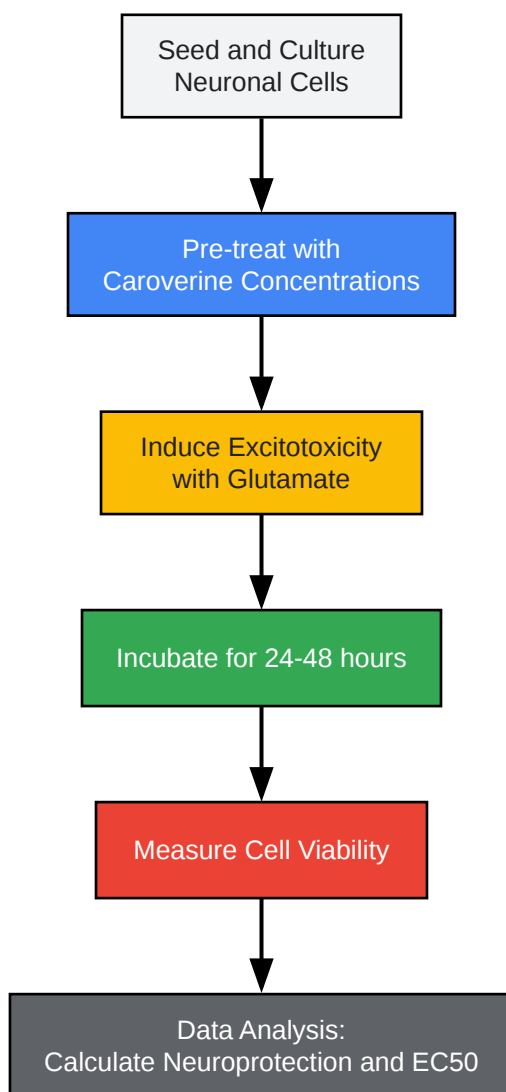 Seed and Culture
Neuronal Cells
Pre-treat with
Caroverine Concentrations
Induce Excitotoxicity
with Glutamate
Incubate for 24-48 hours
Measure Cell Viability
Data Analysis:
Calculate Neuroprotection and EC50